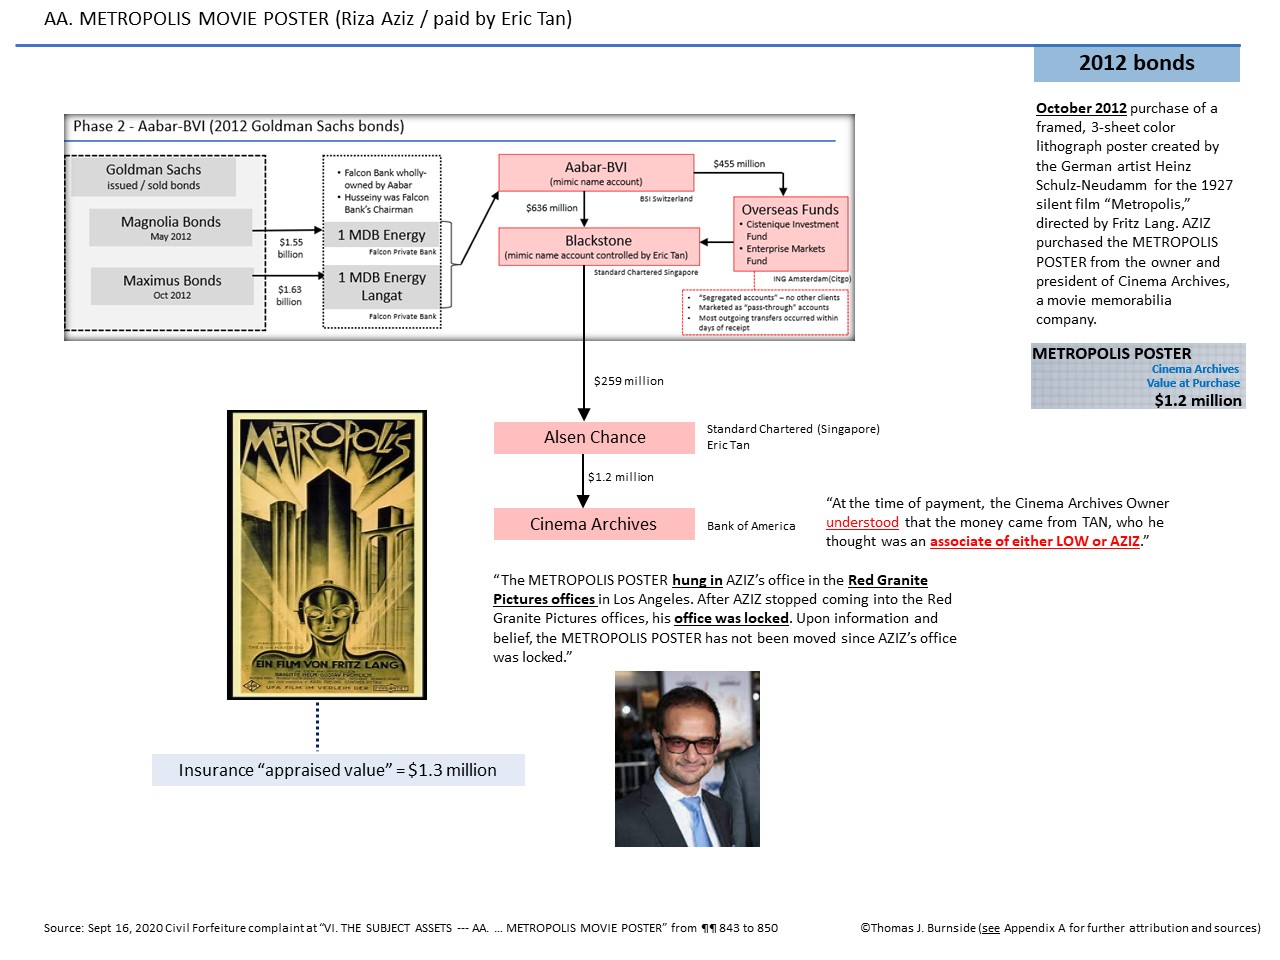 AA. METROPOLIS MOVIE POSTER (Riza Aziz / paid by Eric Tan)
2012 bonds
October 2012 purchase of a
framed, 3-sheet color
lithograph poster created by
the German artist Heinz
Schulz-Neudamm for the 1927
silent film “Metropolis,”
directed by Fritz Lang. AZIZ
purchased the METROPOLIS
POSTER from the owner and
president of Cinema Archives,
a movie memorabilia
company.
METROPOLIS POSTER
Cinema Archives
Value at Purchase
$1.2 million
Phase 2 - Aabar-BVI (2012 Goldman Sachs bonds)
Goldman Sachs
issued / sold bonds
Magnolia Bonds
May 2012
Maximus Bonds
Oct 2012
$1.55
billion
$1.63
billion
• Falcon Bank wholly-
owned by Aabar
• Husseiny was Falcon
Bank’s Chairman
1 MDB Energy
Falcon Private Bank
1 MDB Energy
Langat
Falcon Private Bank
Aabar-BVI
(mimic name account)
BSI Switzerland
$455 million
$636 million
Blackstone
(mimic name account controlled by Eric Tan)
Standard Chartered Singapore
Overseas Funds
• Cistenique Investment
Fund
• Enterprise Markets
Fund
ING Amsterdam(Citgo)
• “Segregated accounts” – no other clients
• Marketed as “pass-through” accounts
• Most outgoing transfers occurred within
days of receipt
$259 million
Alsen Chance
Standard Chartered (Singapore)
Eric Tan
$1.2 million
Cinema Archives
Bank of America
“At the time of payment, the Cinema Archives Owner
understood that the money came from TAN, who he
thought was an associate of either LOW or AZIZ.”
“The METROPOLIS POSTER hung in AZIZ’s office in the Red Granite
Pictures offices in Los Angeles. After AZIZ stopped coming into the Red
Granite Pictures offices, his office was locked. Upon information and
belief, the METROPOLIS POSTER has not been moved since AZIZ’s office
was locked.”
METROPOLIS
EIN FILM VON FRITZ LANG
UFA FILM IM VERLEIH DER
Insurance “appraised value” = $1.3 million
Source: Sept 16, 2020 Civil Forfeiture complaint at “VI. THE SUBJECT ASSETS --- AA. … METROPOLIS MOVIE POSTER” from ¶¶ 843 to 850
©Thomas J. Burnside (see Appendix A for further attribution and sources)